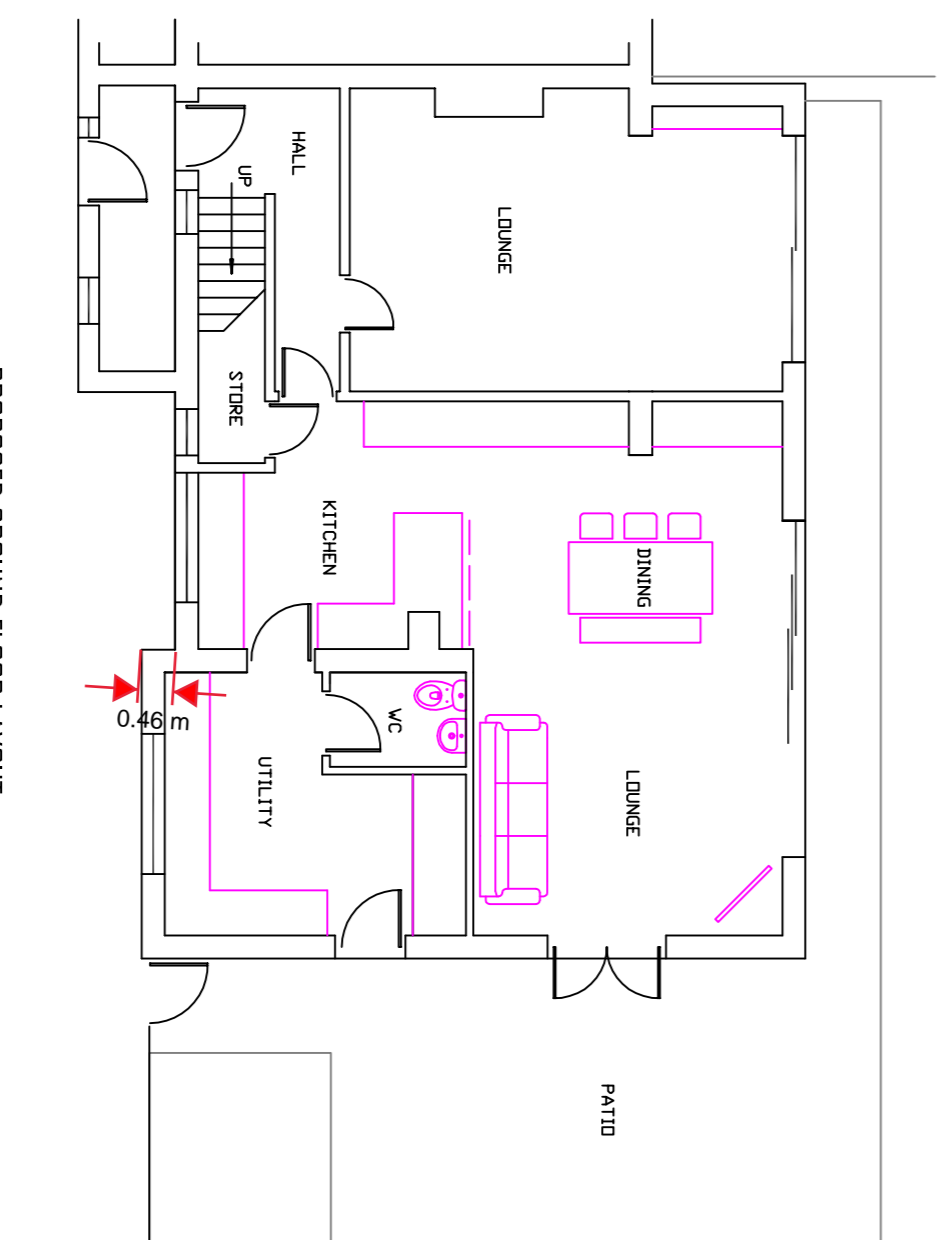 HALL
UP
LOUNGE
STORE
KITCHEN
DINING
0.46 m
WC
UTILITY
LOUNGE
PATIO